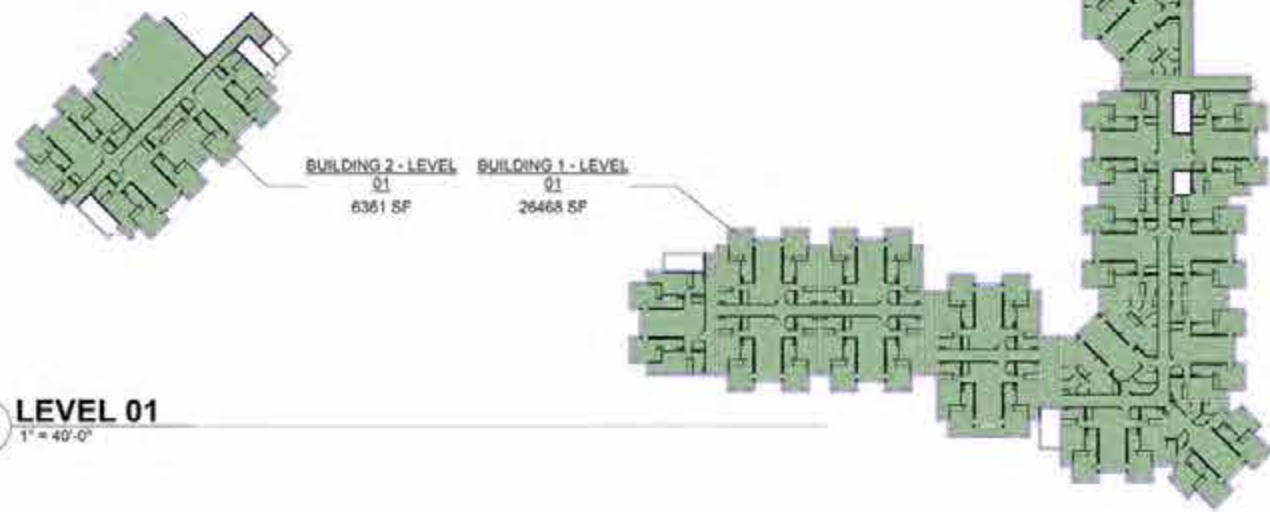 BUILDING 2 - LEVEL
01
6361 SF
BUILDING 1 - LEVEL
01
26468 SF
LEVEL 01
1" = 40'-0"